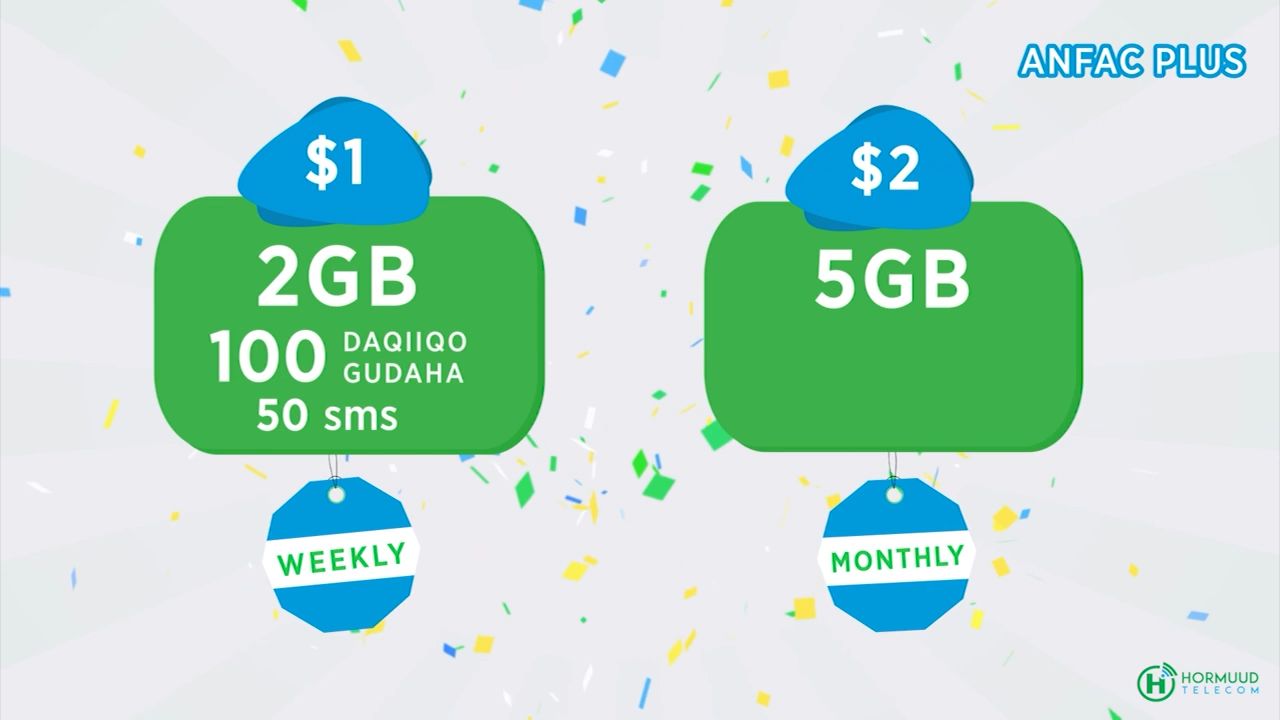 ANFAC PLUS
$1
2GB
100 DAQIIQO
GUDAHA
50 sms
WEEKLY
$2
5GB
MONTHLY
HORMUUD
TELECOM